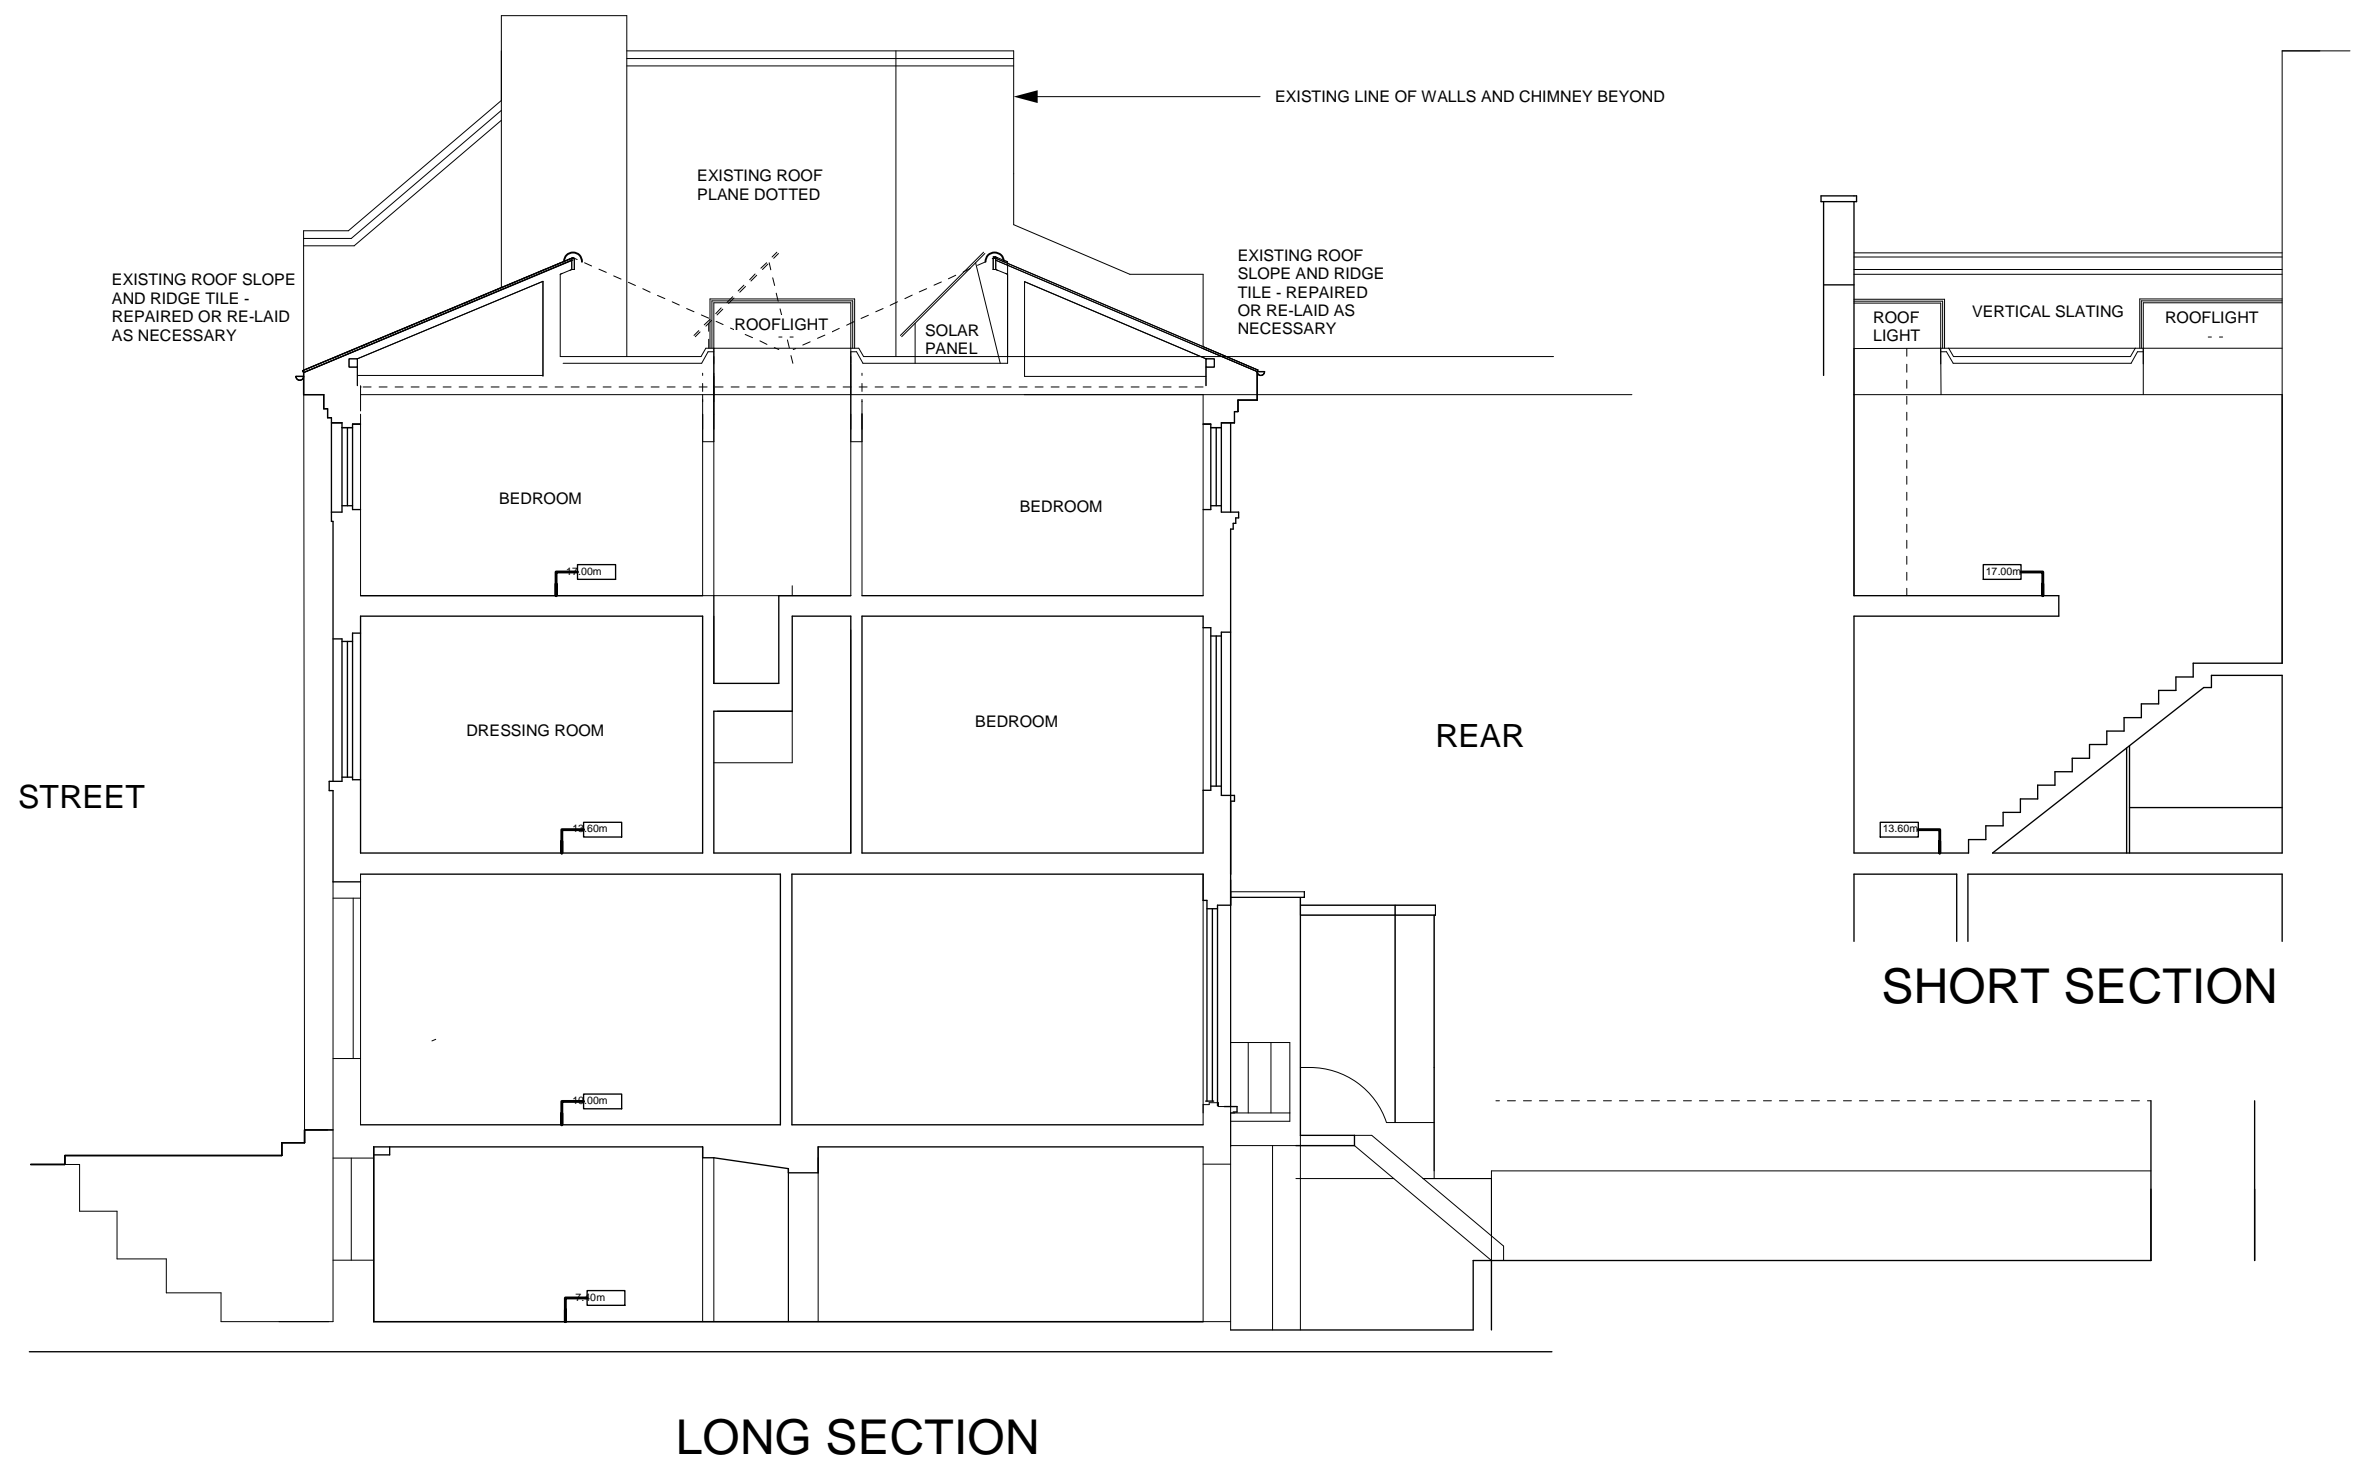 EXISTING LINE OF WALLS AND CHIMNEY BEYOND
EXISTING ROOF
PLANE DOTTED
EXISTING ROOF SLOPE
AND RIDGE TILE -
REPAIRED OR RE-LAID
AS NECESSARY
EXISTING ROOF
SLOPE AND RIDGE
TILE - REPAIRED
OR RE-LAID AS
NECESSARY
ROOFLIGHT
SOLAR
PANEL
ROOF
LIGHT
VERTICAL SLATING
ROOFLIGHT
BEDROOM
BEDROOM
17.00m
17.00m
DRESSING ROOM
BEDROOM
REAR
STREET
13.60m
13.60m
SHORT SECTION
10.00m
7.40m
LONG SECTION